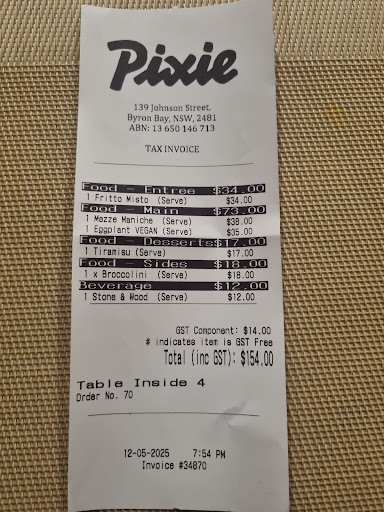 Pixie
139 Johnson Street,
Byron Bay, NSW, 2481
ABN: 13 650 146 713
TAX INVOICE
Food - Entree $34.00
1 Fritto Misto (Serve) $34.00
Food - Main $73.00
1 Mezze Maniche (Serve) $38.00
1 Eggplant VEGAN (Serve) $35.00
Food - Desserts $17.00
1 Tiramisu (Serve) $17.00
Food - Sides $18.00
1 x Broccolini (Serve) $18.00
Beverage $12.00
1 Stone & Wood (Serve) $12.00
GST Component: $14.00
# indicates item is GST Free
Total (inc GST): $154.00
Table Inside 4
Order No. 70
12-05-2025 7:54 PM
Invoice #34870